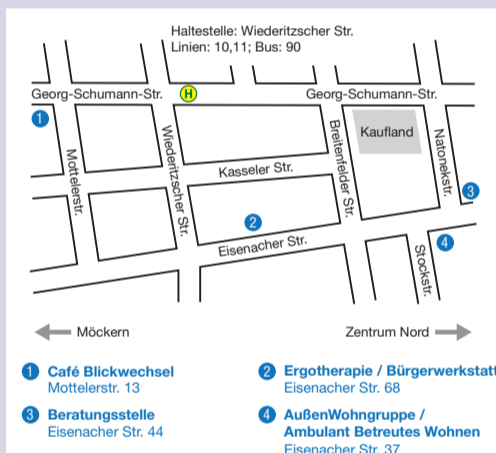 Haltestelle: Wiederitzscher Str.
Linien: 10,11; Bus: 90
Georg-Schumann-Str.
H
Georg-Schumann-Str.
1
Mottelerstr.
Wiederitzscher Str.
Kasseler Str.
Breitenfelder Str.
Kaufland
Natonekstr.
3
2
Eisenacher Str.
4
Stockstr.
Möckern
Zentrum Nord
1 Café Blickwechsel
Mottelerstr. 13
2 Ergotherapie / Bürgerwerkstatt
Eisenacher Str. 68
3 Beratungsstelle
Eisenacher Str. 44
4 AußenWohngruppe /
Ambulant Betreutes Wohnen
Eisenacher Str. 37